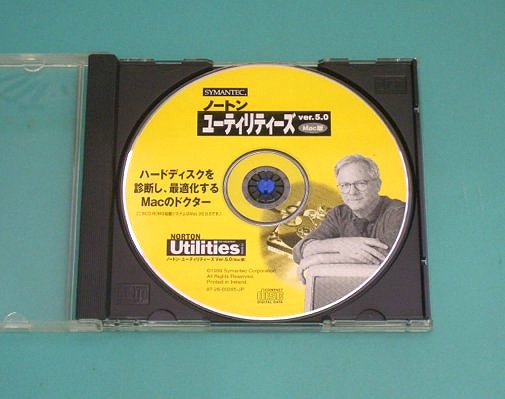 SYMANTEC.
ノートン
ユーティリティーズ ver.5.0
Mac版
ハードディスクを
診断し、最適化する
Macのドクター
NORTON
Utilities
ノートン・ユーティリティーズ Ver.5.0 Mac版
Symantec Corporation
All Rights Reserved.
Printed in Ireland.
COMPACT
disc
DIGITAL DATA